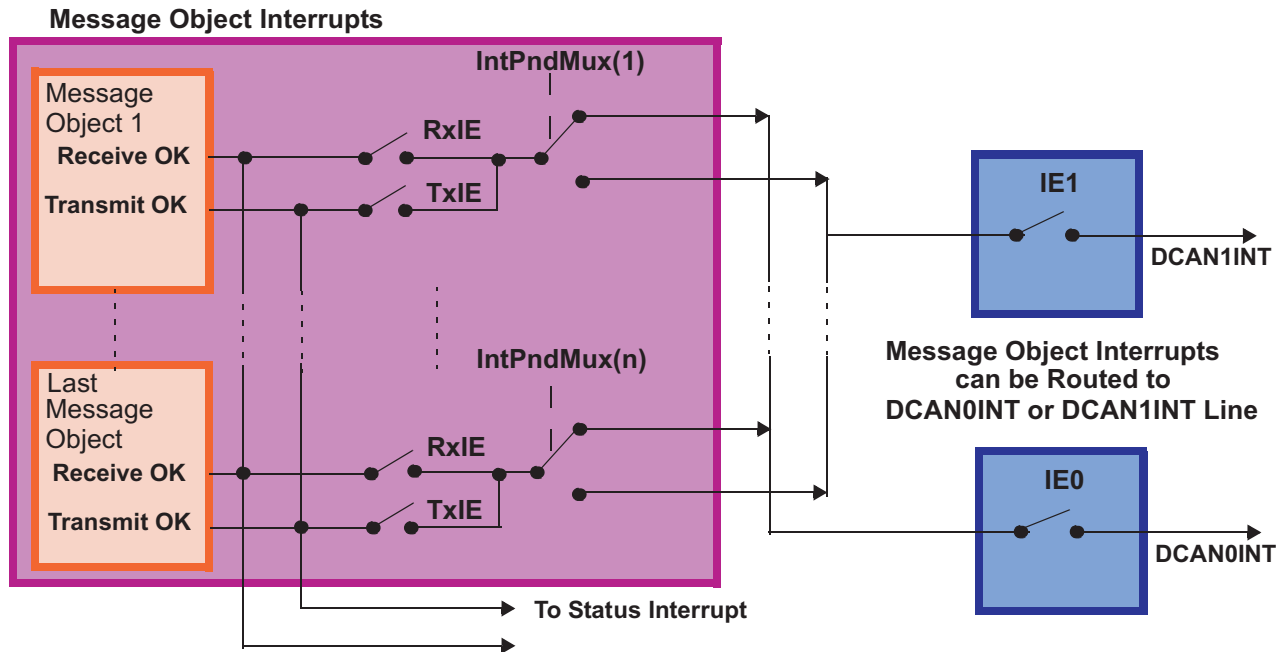 Message Object Interrupts
IntPndMux(1)
Message
Object 1
Receive OK
Transmit OK
RxIE
TxIE
IE1
DCAN1INT
Message Object Interrupts
can be Routed to
DCAN0INT or DCAN1INT Line
IntPndMux(n)
Last
Message
Object
Receive OK
Transmit OK
RxIE
TxIE
IE0
DCAN0INT
To Status Interrupt